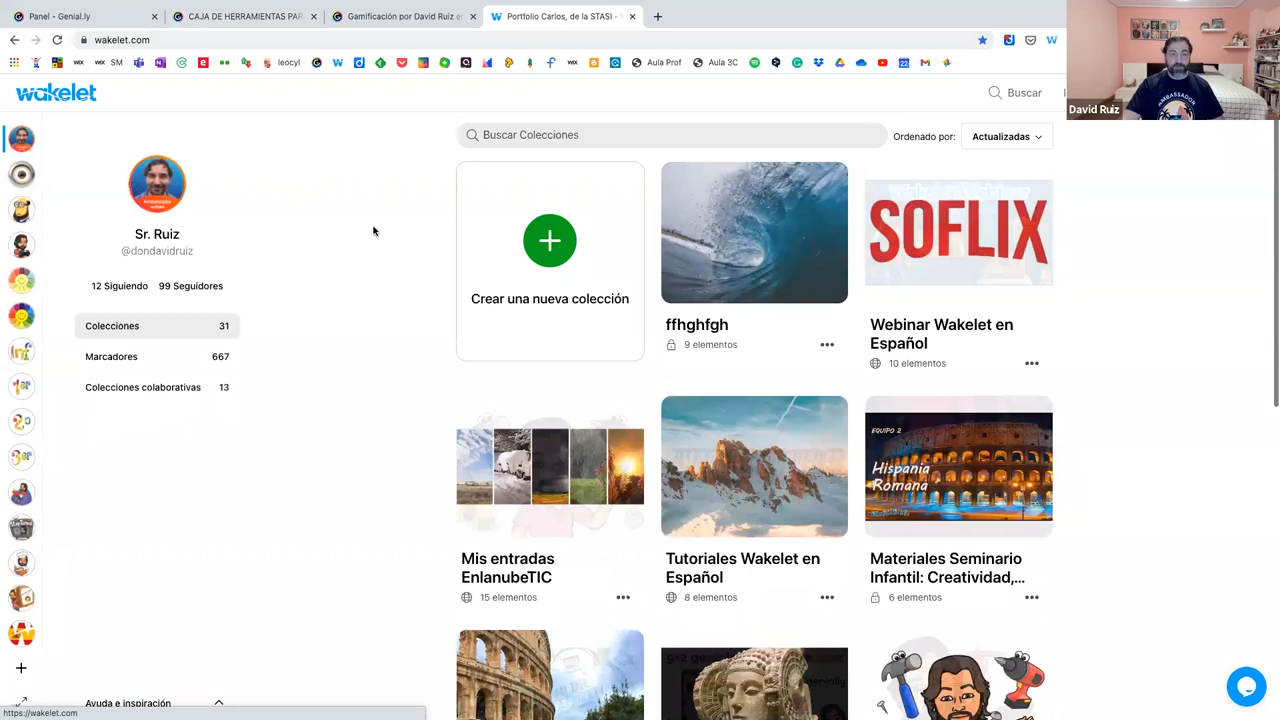 Panel - Genial.ly
CAJA DE HERRAMIENTAS PAR
Gamificación por David Ruiz e
Portfolio Carlos, de la STASI -
wakelet.com
SM
leocyl
Aula Prof
Aula 3C
David Ruiz
AMBASSADOR
wakelet
Buscar
Buscar Colecciones
Ordenado por:
Actualizadas
Sr. Ruiz
@dondavidruiz
12 Siguiendo
99 Seguidores
Colecciones 31
Marcadores 667
Colecciones colaborativas 13
Crear una nueva colección
ffhghfgh
9 elementos
SOFLIX
Webinar Wakelet en
Español
10 elementos
Mis entradas
EnlanubeTIC
15 elementos
Tutoriales Wakelet en
Español
8 elementos
EQUIPO 2
Hispania
Romana
Materiales Seminario
Infantil: Creatividad,...
6 elementos
genially
Ayuda e inspiración
https://wakelet.com